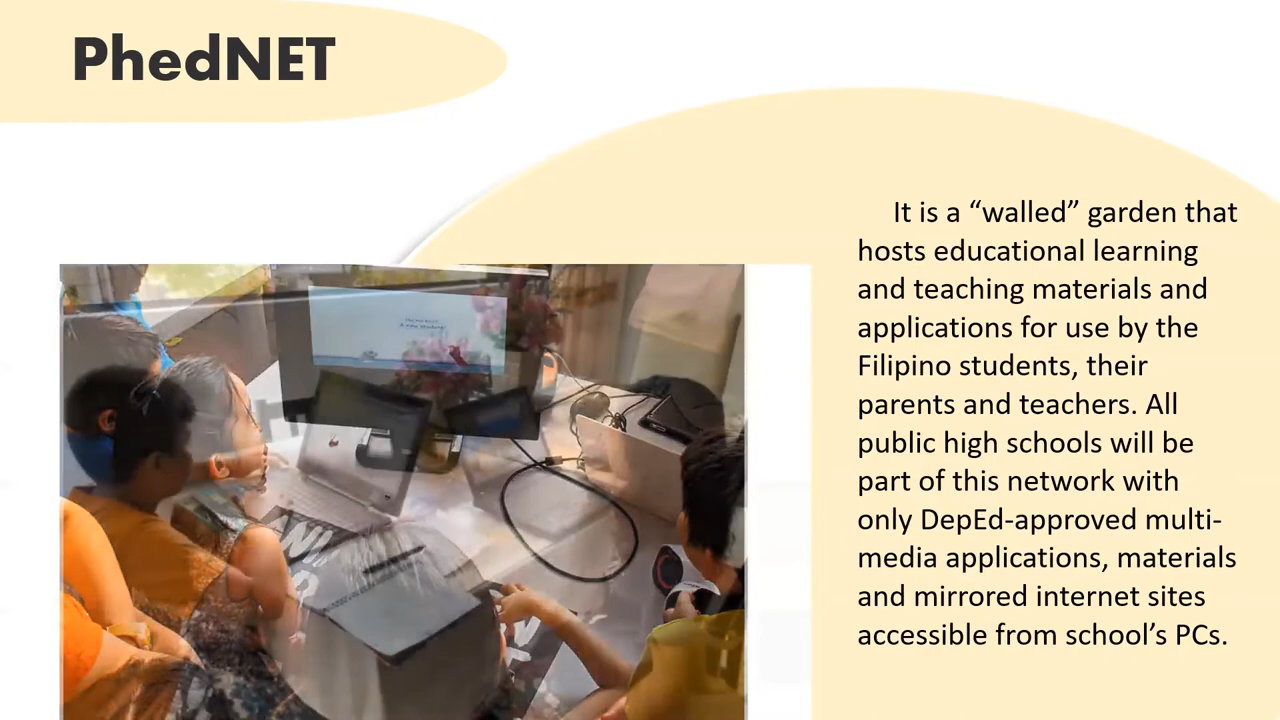 PhedNET
It is a “walled” garden that
hosts educational learning
and teaching materials and
applications for use by the
Filipino students, their
parents and teachers. All
public high schools will be
part of this network with
only DepEd-approved multi-
media applications, materials
and mirrored internet sites
accessible from school’s PCs.